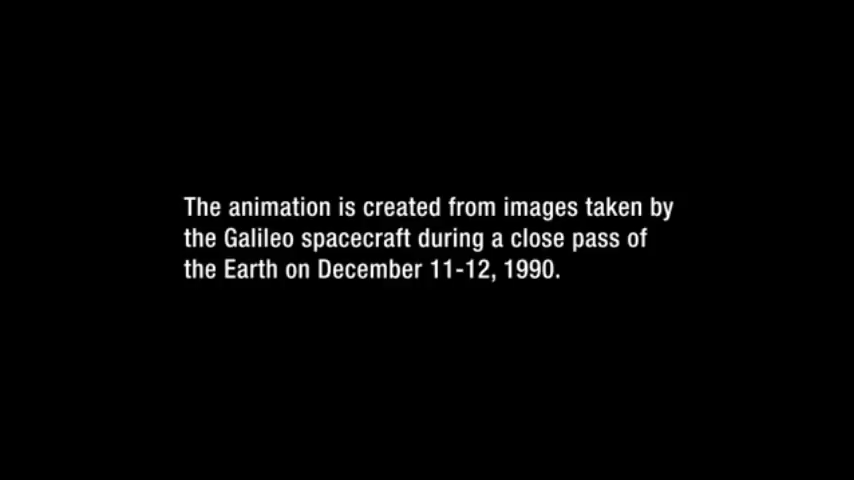 The animation is created from images taken by
the Galileo spacecraft during a close pass of
the Earth on December 11-12, 1990.